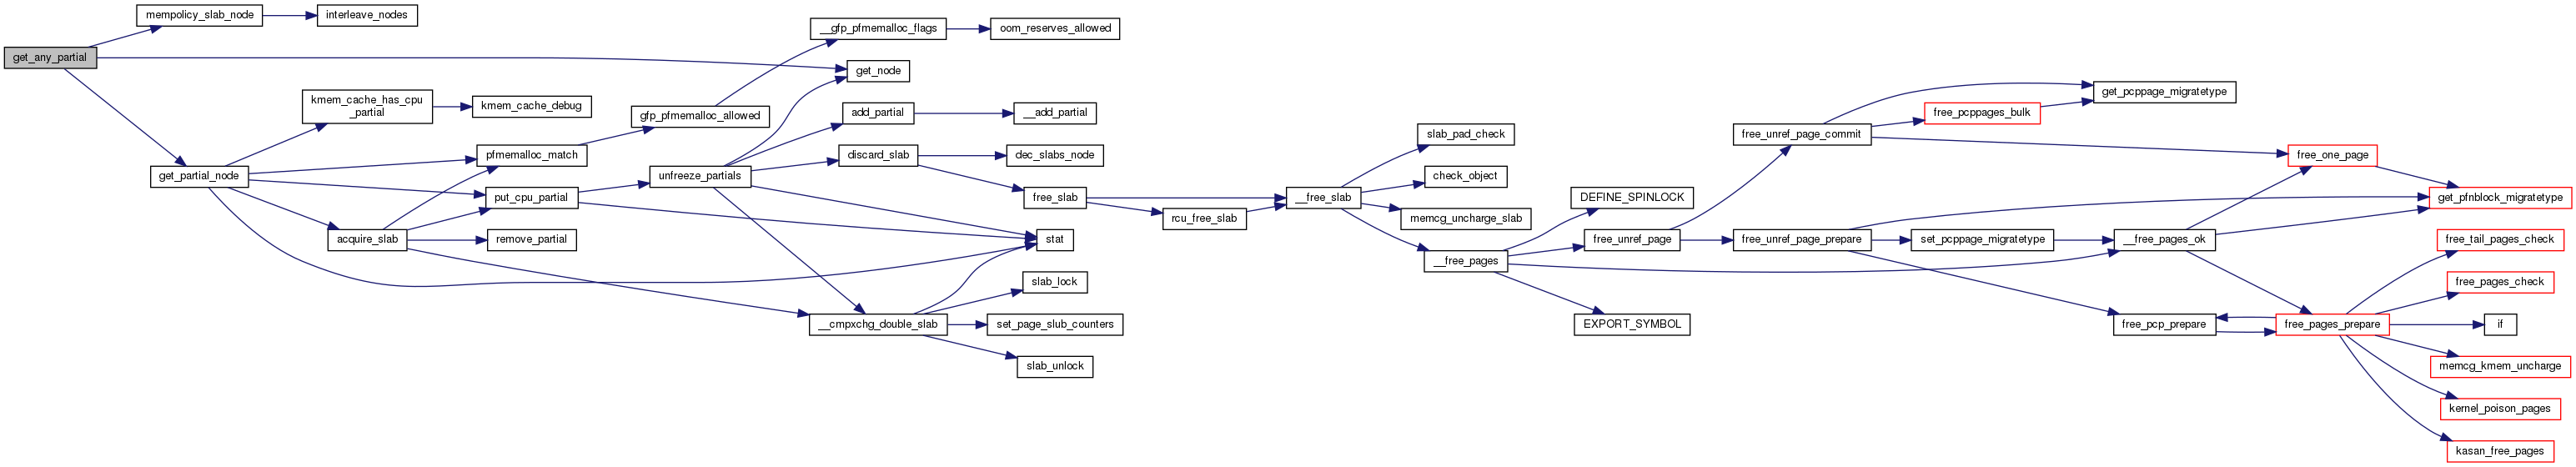 get_any_partial
mempolicy_slab_node
interleave_nodes
get_partial_node
kmem_cache_has_cpu
_partial
kmem_cache_debug
pfmemalloc_match
put_cpu_partial
acquire_slab
remove_partial
gfp_pfmemalloc_allowed
__gfp_pfmemalloc_flags
oom_reserves_allowed
get_node
unfreeze_partials
add_partial
__add_partial
discard_slab
dec_slabs_node
free_slab
rcu_free_slab
stat
__cmpxchg_double_slab
slab_lock
set_page_slub_counters
slab_unlock
__free_slab
slab_pad_check
check_object
memcg_uncharge_slab
__free_pages
DEFINE_SPINLOCK
free_unref_page
EXPORT_SYMBOL
free_unref_page_commit
free_pcppages_bulk
get_pcppage_migratetype
free_unref_page_prepare
set_pcppage_migratetype
__free_pages_ok
free_one_page
get_pfnblock_migratetype
free_pcp_prepare
free_pages_prepare
free_tail_pages_check
free_pages_check
if
memcg_kmem_uncharge
kernel_poison_pages
kasan_free_pages